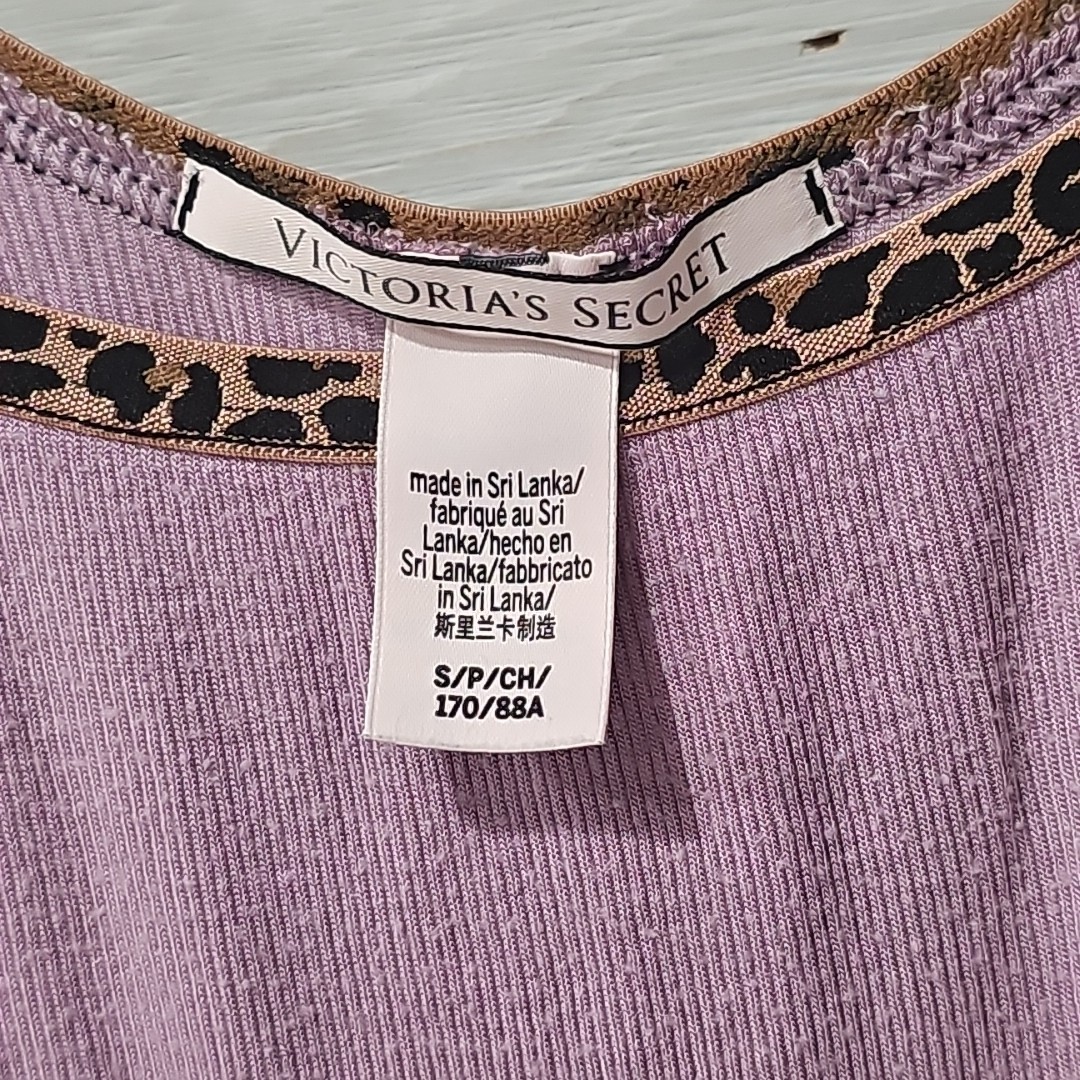 VICTORIA'S SECRET
made in Sri Lanka/
fabriqué au Sri
Lanka/hecho en
Sri Lanka/fabbricato
in Sri Lanka/
斯里兰卡制造
S/P/CH/
170/88A